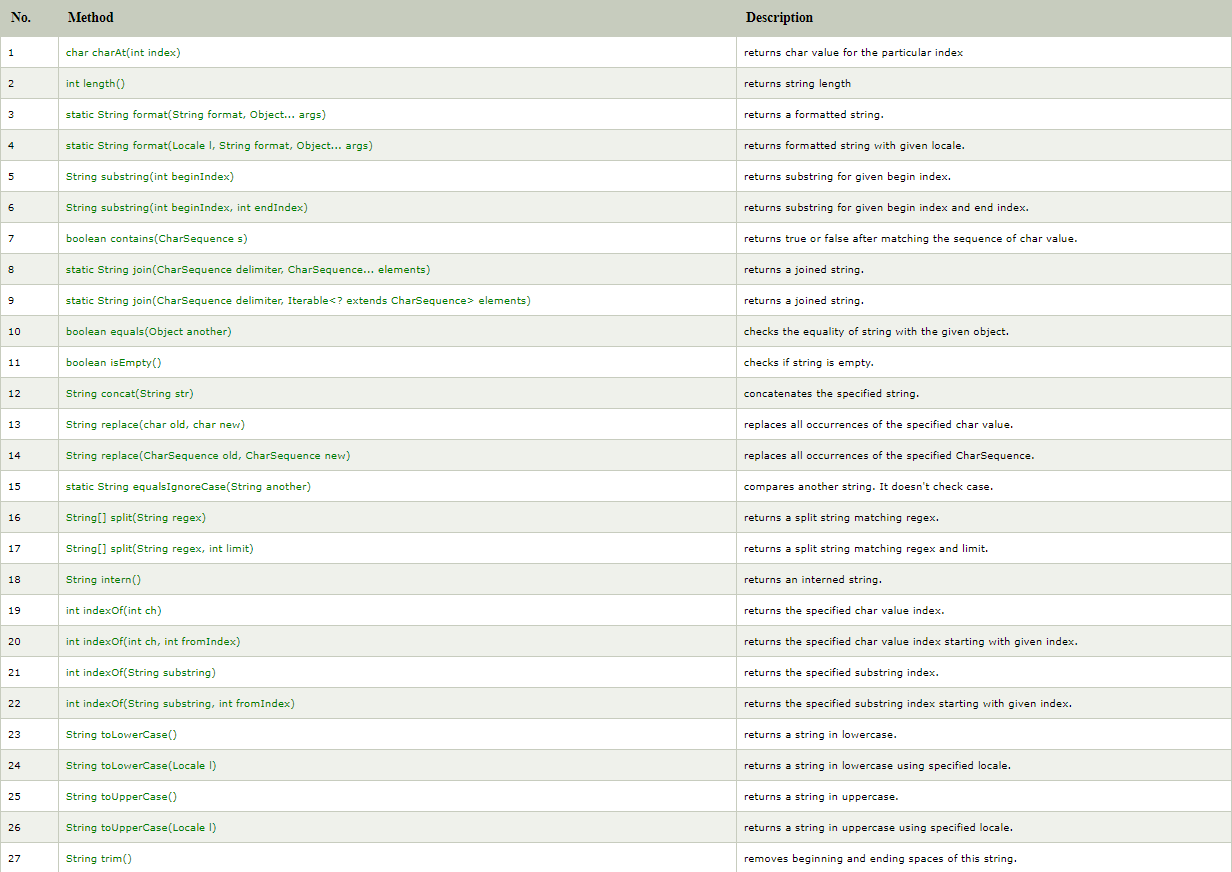 No. Method Description
1 char charAt(int index) returns char value for the particular index
2 int length() returns string length
3 static String format(String format, Object... args) returns a formatted string.
4 static String format(Locale l, String format, Object... args) returns formatted string with given locale.
5 String substring(int beginIndex) returns substring for given begin index.
6 String substring(int beginIndex, int endIndex) returns substring for given begin index and end index.
7 boolean contains(CharSequence s) returns true or false after matching the sequence of char value.
8 static String join(CharSequence delimiter, CharSequence... elements) returns a joined string.
9 static String join(CharSequence delimiter, Iterable<? extends CharSequence> elements) returns a joined string.
10 boolean equals(Object another) checks the equality of string with the given object.
11 boolean isEmpty() checks if string is empty.
12 String concat(String str) concatenates the specified string.
13 String replace(char old, char new) replaces all occurrences of the specified char value.
14 String replace(CharSequence old, CharSequence new) replaces all occurrences of the specified CharSequence.
15 static String equalsIgnoreCase(String another) compares another string. It doesn't check case.
16 String[] split(String regex) returns a split string matching regex.
17 String[] split(String regex, int limit) returns a split string matching regex and limit.
18 String intern() returns an interned string.
19 int indexOf(int ch) returns the specified char value index.
20 int indexOf(int ch, int fromIndex) returns the specified char value index starting with given index.
21 int indexOf(String substring) returns the specified substring index.
22 int indexOf(String substring, int fromIndex) returns the specified substring index starting with given index.
23 String toLowerCase() returns a string in lowercase.
24 String toLowerCase(Locale l) returns a string in lowercase using specified locale.
25 String toUpperCase() returns a string in uppercase.
26 String toUpperCase(Locale l) returns a string in uppercase using specified locale.
27 String trim() removes beginning and ending spaces of this string.